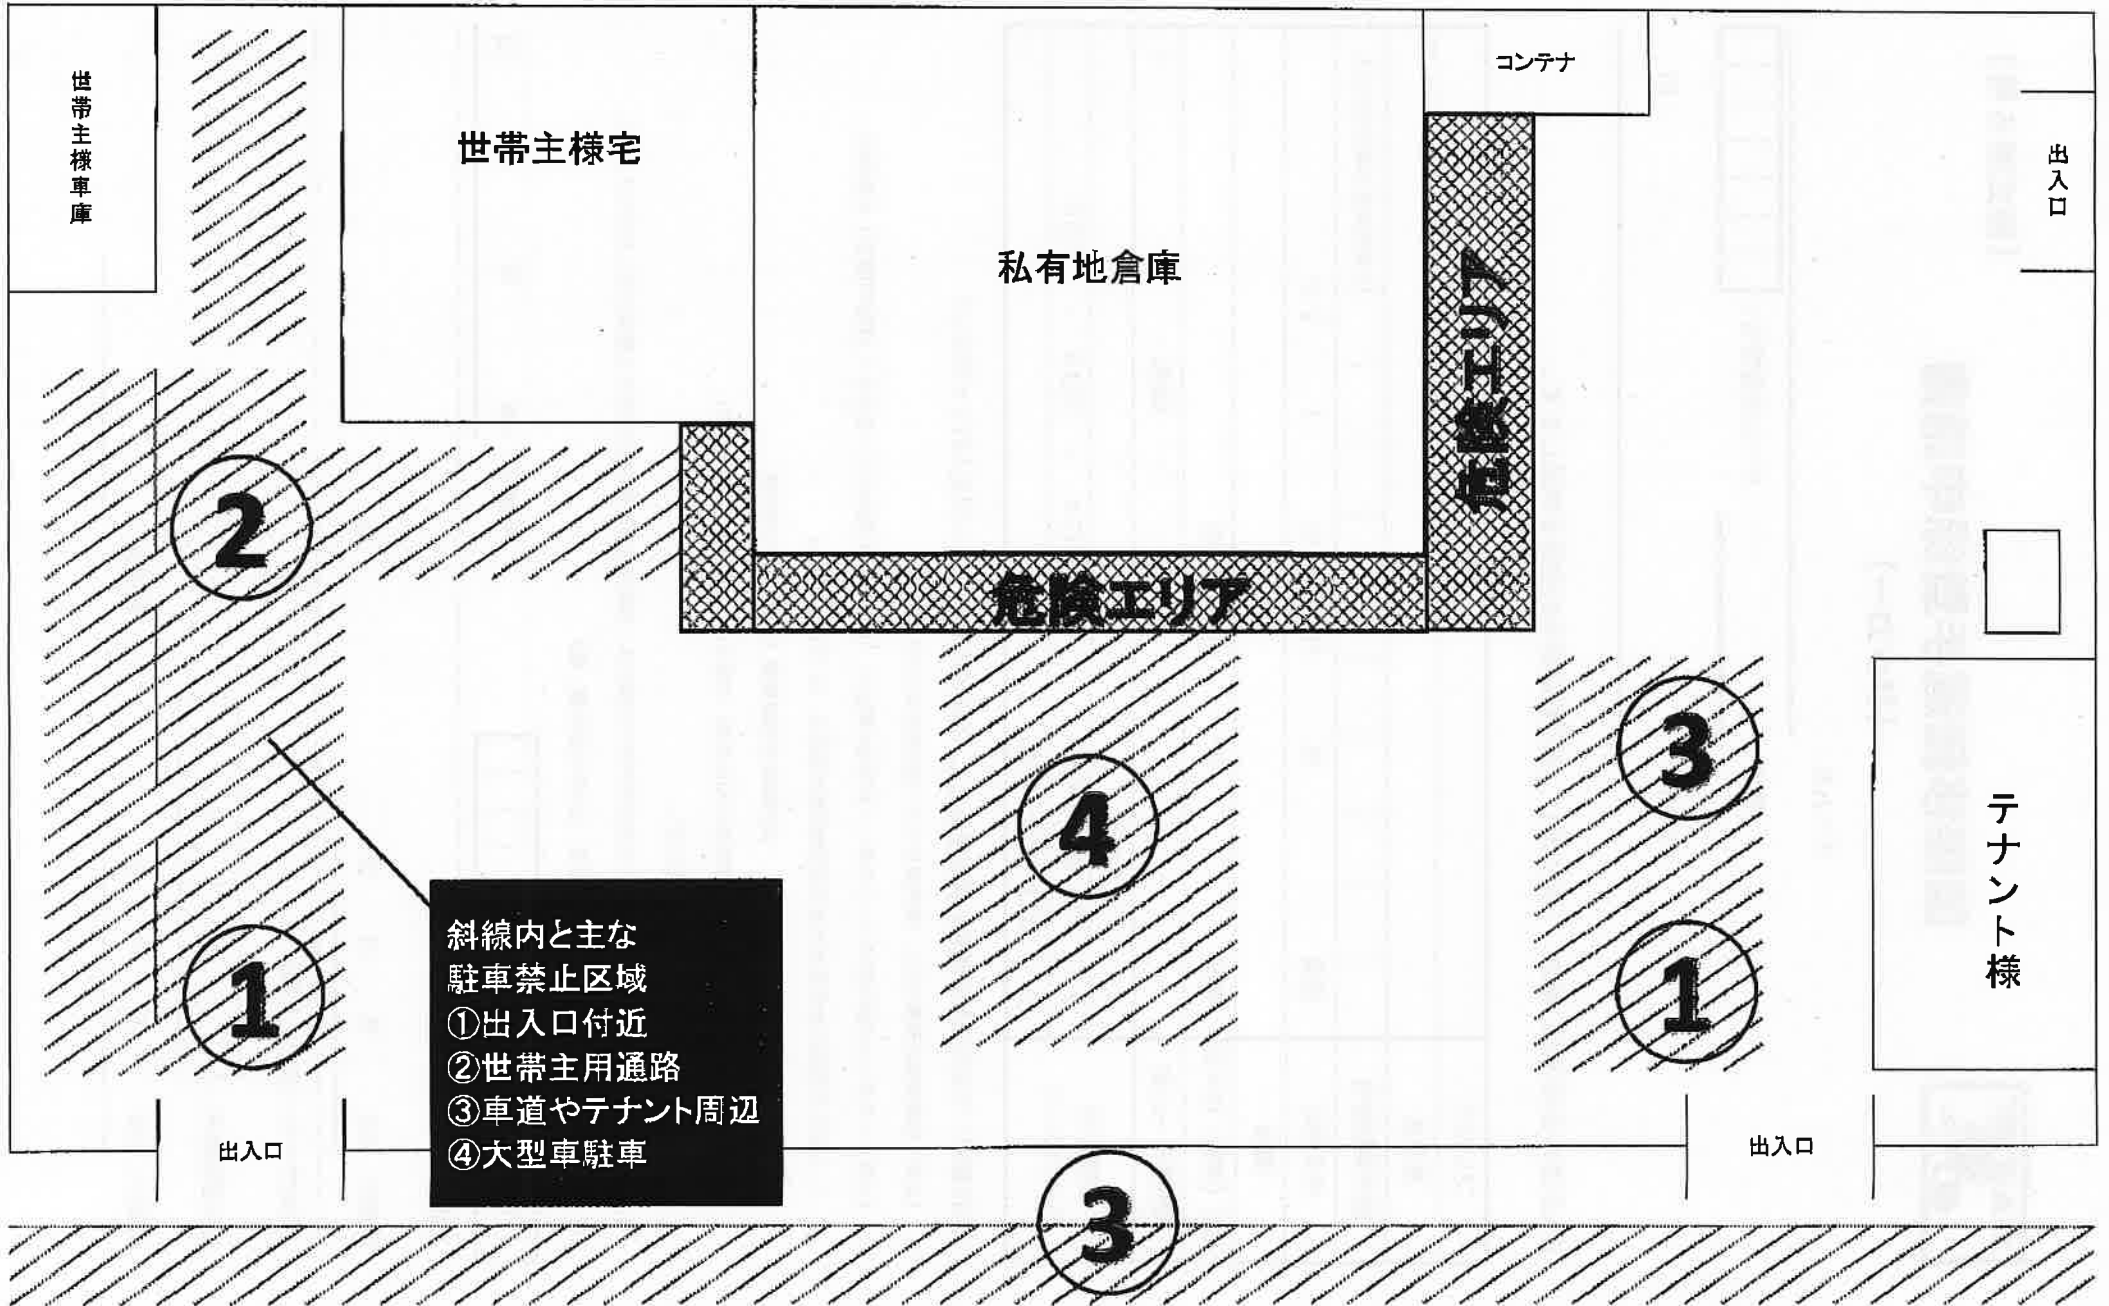 世帯主様車庫
世帯主様宅
私有地倉庫
コンテナ
出入口
危険エリア
危険エリア
②
③
④
①
①
テナント様
斜線内と主な
駐車禁止区域
①出入口付近
②世帯主用通路
③車道やテナント周辺
④大型車駐車
出入口
出入口
③